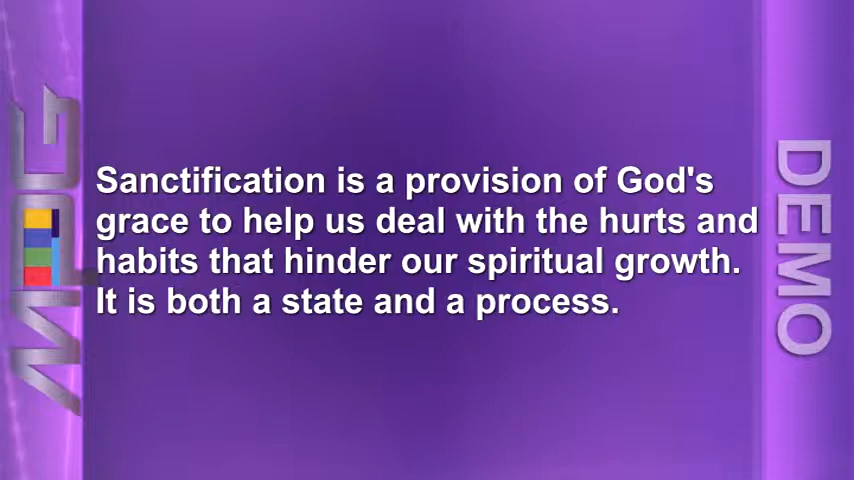 Sanctification is a provision of God's
grace to help us deal with the hurts and
habits that hinder our spiritual growth.
It is both a state and a process.
DEMO